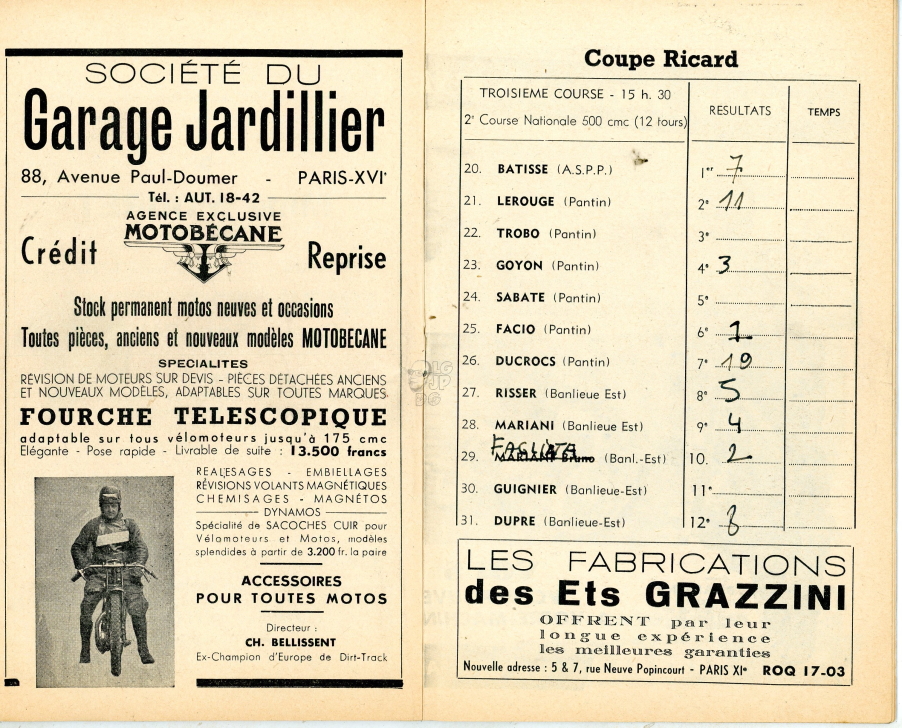 SOCIÉTÉ DU
Garage Jardillier
88, Avenue Paul-Doumer - PARIS-XVIe
Tél. : AUT. 18-42
AGENCE EXCLUSIVE
MOTOBÉCANE
Crédit
Reprise
Stock permanent motos neuves et occasions
Toutes pièces, anciens et nouveaux modèles MOTOBECANE
SPECIALITES
RÉVISION DE MOTEURS SUR DEVIS - PIÈCES DÉTACHÉES ANCIENS
ET NOUVEAUX MODÈLES, ADAPTABLES SUR TOUTES MARQUES
FOURCHE TELESCOPIQUE
adaptable sur tous vélomoteurs jusqu'à 175 cmc
Elégante - Pose rapide - Livrable de suite : 13.500 francs
REALESAGES - EMBIELLAGES
RÉVISIONS VOLANTS MAGNÉTIQUES
CHEMISAGES - MAGNÉTOS
DYNAMOS
Spécialité de SACOCHES CUIR pour
Vélomoteurs et Motos, modèles
splendides à partir de 3.200 fr. la paire
ACCESSOIRES
POUR TOUTES MOTOS
Directeur :
CH. BELLISSENT
Ex-Champion d'Europe de Dirt-Track
Coupe Ricard
TROISIEME COURSE - 15 h. 30
2e Course Nationale 500 cmc (12 tours)
RESULTATS
TEMPS
20. BATISSE (A.S.P.P.) 1er 7
21. LEROUGE (Pantin) 2e 11
22. TROBO (Pantin) 3e
23. GOYON (Pantin) 4e 3
24. SABATE (Pantin) 5e
25. FACIO (Pantin) 6e 1
26. DUCROCS (Pantin) 7e 10
27. RISSER (Banlieue Est) 8e 5
28. MARIANI (Banlieue Est) 9e 4
29. MARIANI Bruno (Banl.-Est) 10. 2
30. GUIGNIER (Banlieue-Est) 11e
31. DUPRE (Banlieue-Est) 12e 8
LES FABRICATIONS
des Ets GRAZZINI
OFFRENT par leur
longue expérience
les meilleures garanties
Nouvelle adresse : 5 & 7, rue Neuve Popincourt - PARIS XIe ROQ 17-03